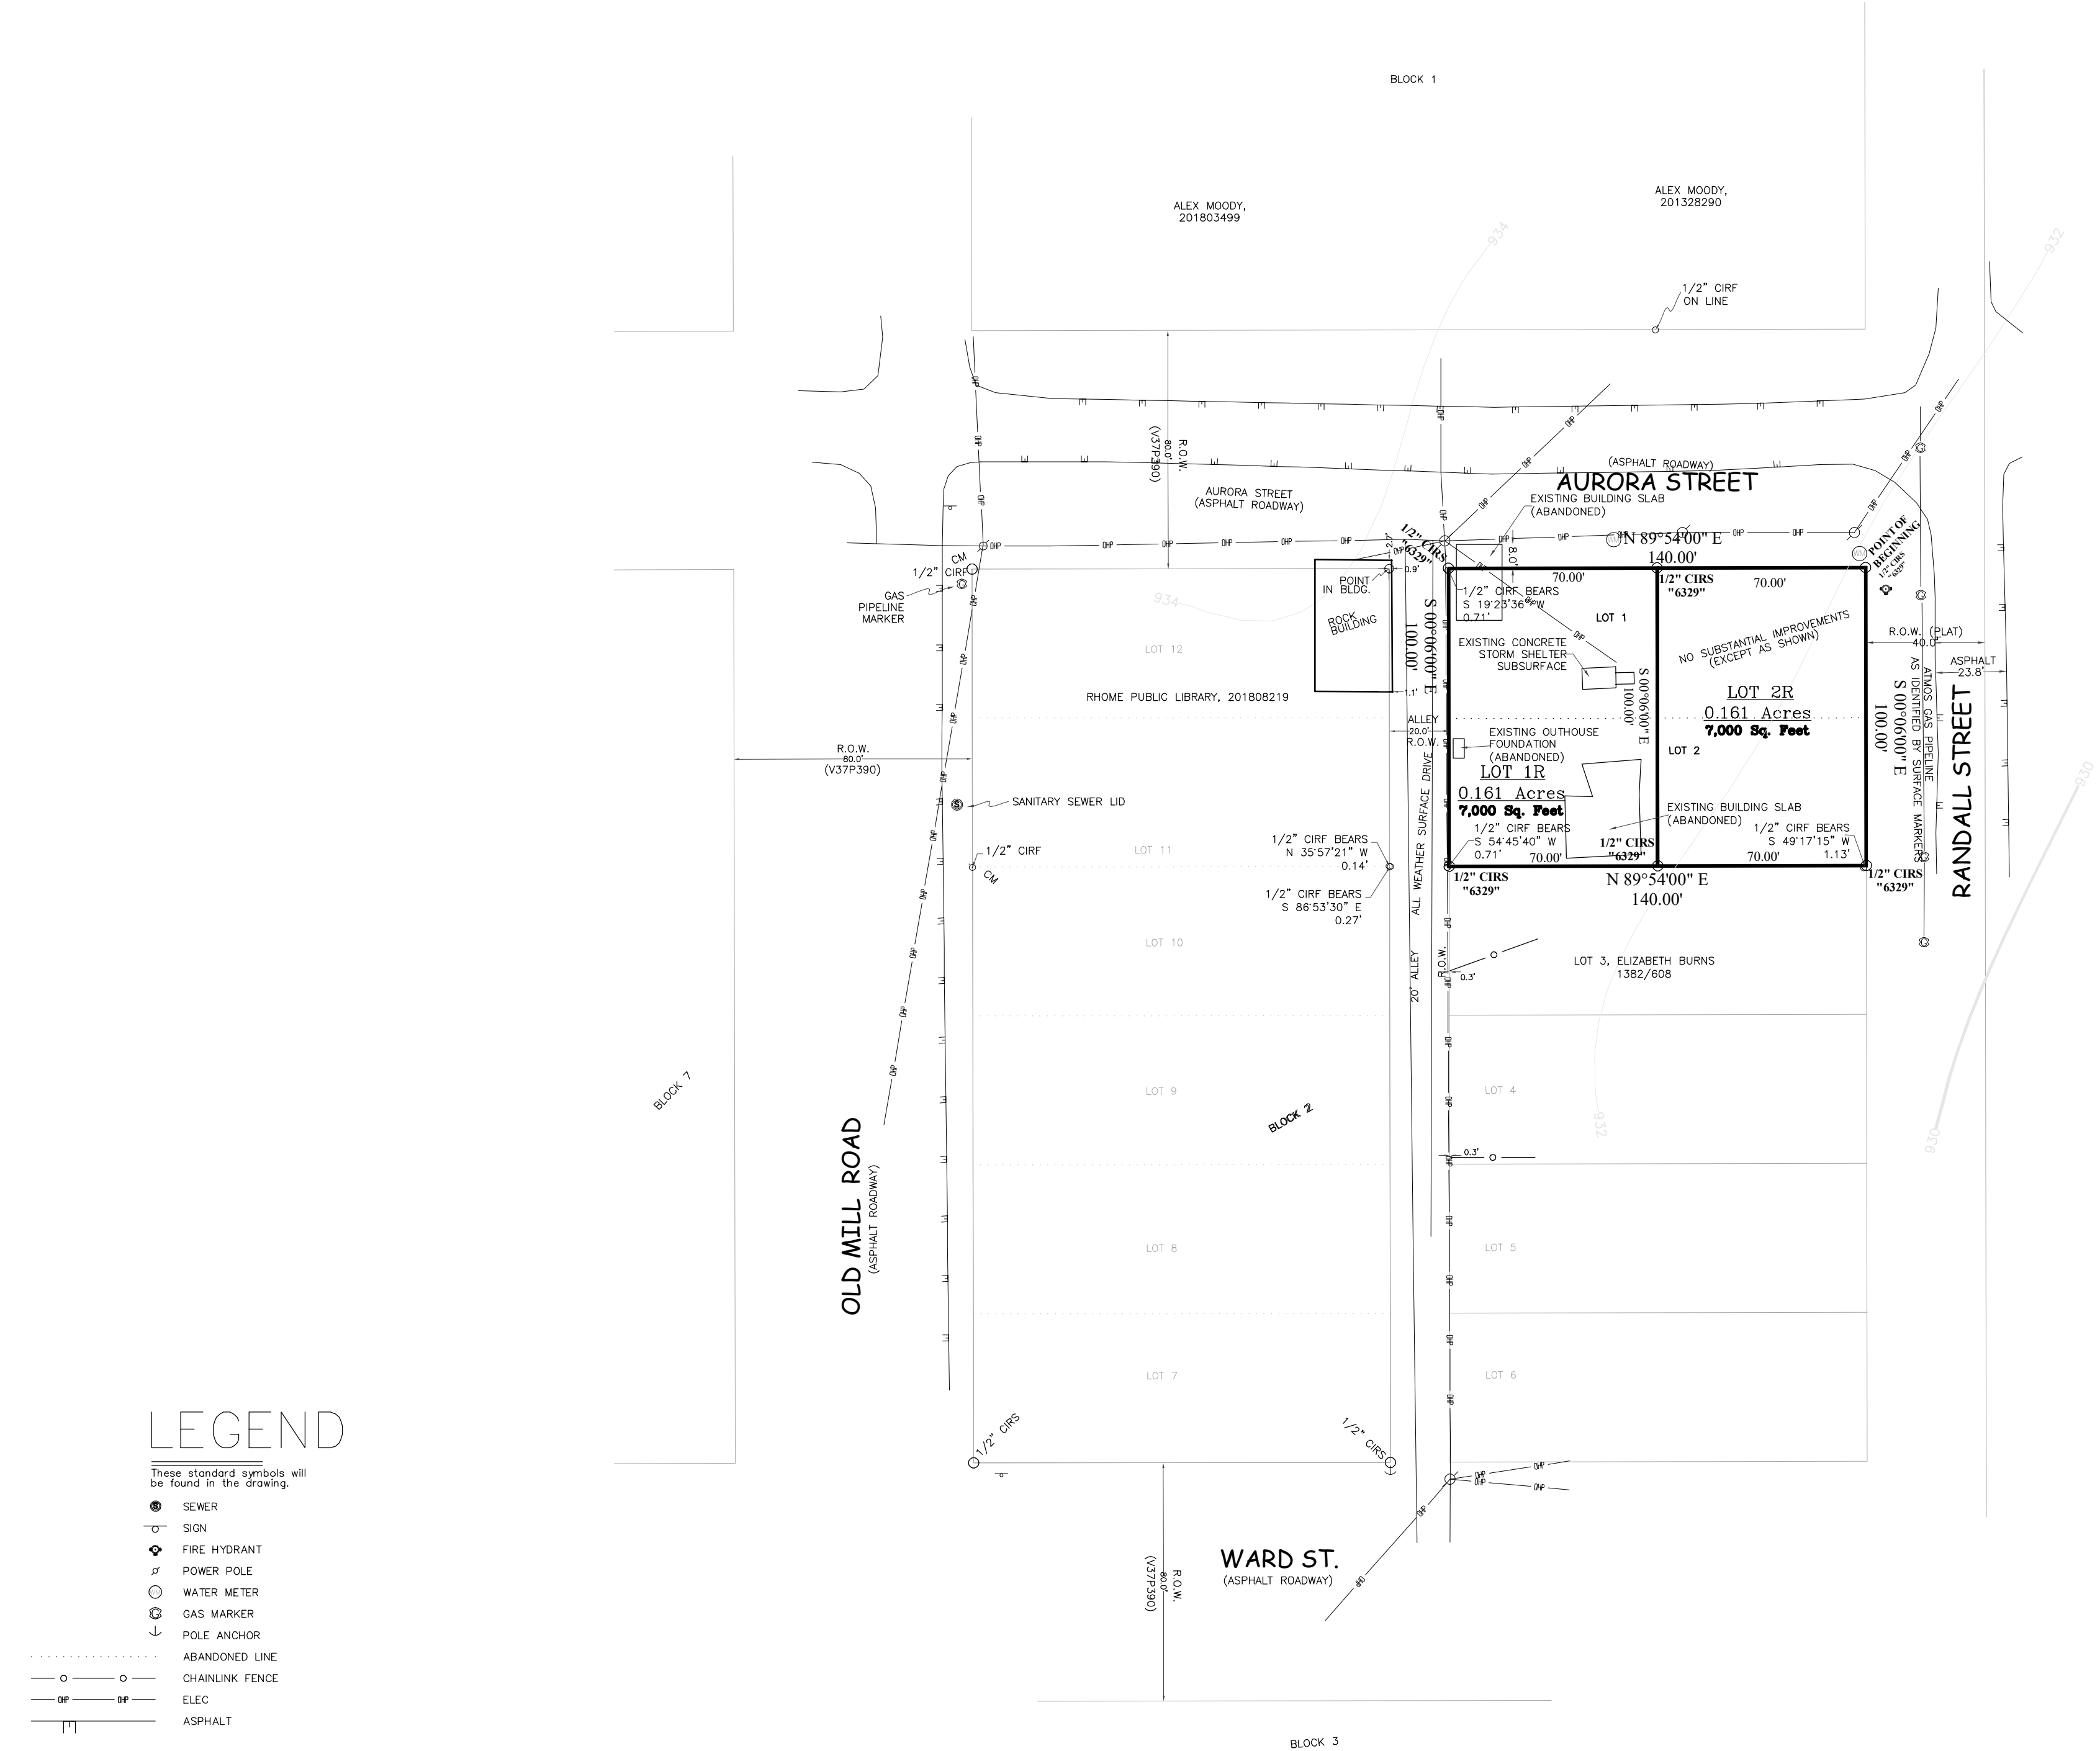 BLOCK 1
ALEX MOODY,
201803499
ALEX MOODY,
201328290
934
932
1/2" CIRF
ON LINE
R.O.W.
80.0'
(V37P390)
(ASPHALT ROADWAY)
AURORA STREET
AURORA STREET
(ASPHALT ROADWAY)
EXISTING BUILDING SLAB
(ABANDONED)
N 89°54'00" E
140.00'
POINT OF
BEGINNING
1/2" CIRS
"6329"
1/2" CIRS
"6329"
CM
1/2" CIRF
GAS
PIPELINE
MARKER
2.7'
0.9'
8.0'
POINT
IN BLDG.
ROCK
BUILDING
1.1'
934
70.00'
70.00'
1/2" CIRS
"6329"
1/2" CIRF BEARS
S 19°23'36" W
0.71'
LOT 1
NO SUBSTANTIAL IMPROVEMENTS
(EXCEPT AS SHOWN)
R.O.W. (PLAT)
40.0'
ASPHALT
23.8'
S 00°06'00" E
100.00'
EXISTING CONCRETE
STORM SHELTER
SUBSURFACE
S 00°06'00" E
100.00'
LOT 12
RHOME PUBLIC LIBRARY, 201808219
LOT 2R
0.161 Acres
7,000 Sq. Feet
S 00°06'00" E
100.00'
ATMOS GAS PIPELINE
AS IDENTIFIED BY SURFACE MARKERS
RANDALL STREET
ALLEY
20.0'
R.O.W.
EXISTING OUTHOUSE
FOUNDATION
(ABANDONED)
LOT 2
R.O.W.
80.0'
(V37P390)
LOT 1R
0.161 Acres
7,000 Sq. Feet
SANITARY SEWER LID
EXISTING BUILDING SLAB
(ABANDONED)
1/2" CIRF BEARS
S 54°45'40" W
0.71'
1/2" CIRS
"6329"
1/2" CIRF BEARS
S 49°17'15" W
1.13'
70.00'
70.00'
1/2" CIRF
CM
LOT 11
1/2" CIRF BEARS
N 35°57'21" W
0.14'
1/2" CIRF BEARS
S 86°53'30" E
0.27'
1/2" CIRS
"6329"
N 89°54'00" E
140.00'
1/2" CIRS
"6329"
ALL WEATHER SURFACE DRIVE
20' ALLEY
R.O.W.
LOT 10
0.3'
LOT 3, ELIZABETH BURNS
1382/608
930
BLOCK 7
LOT 9
BLOCK 2
LOT 4
932
930
0.3'
OLD MILL ROAD
(ASPHALT ROADWAY)
LOT 8
LOT 5
LOT 7
LOT 6
1/2" CIRS
1/2" CIRS
R.O.W.
80.0'
(V37P390)
WARD ST.
(ASPHALT ROADWAY)
BLOCK 3
LEGEND
These standard symbols will
be found in the drawing.
S SEWER
SIGN
FIRE HYDRANT
POWER POLE
WM WATER METER
G GAS MARKER
POLE ANCHOR
ABANDONED LINE
CHAINLINK FENCE
OHP OHP ELEC
ASPHALT